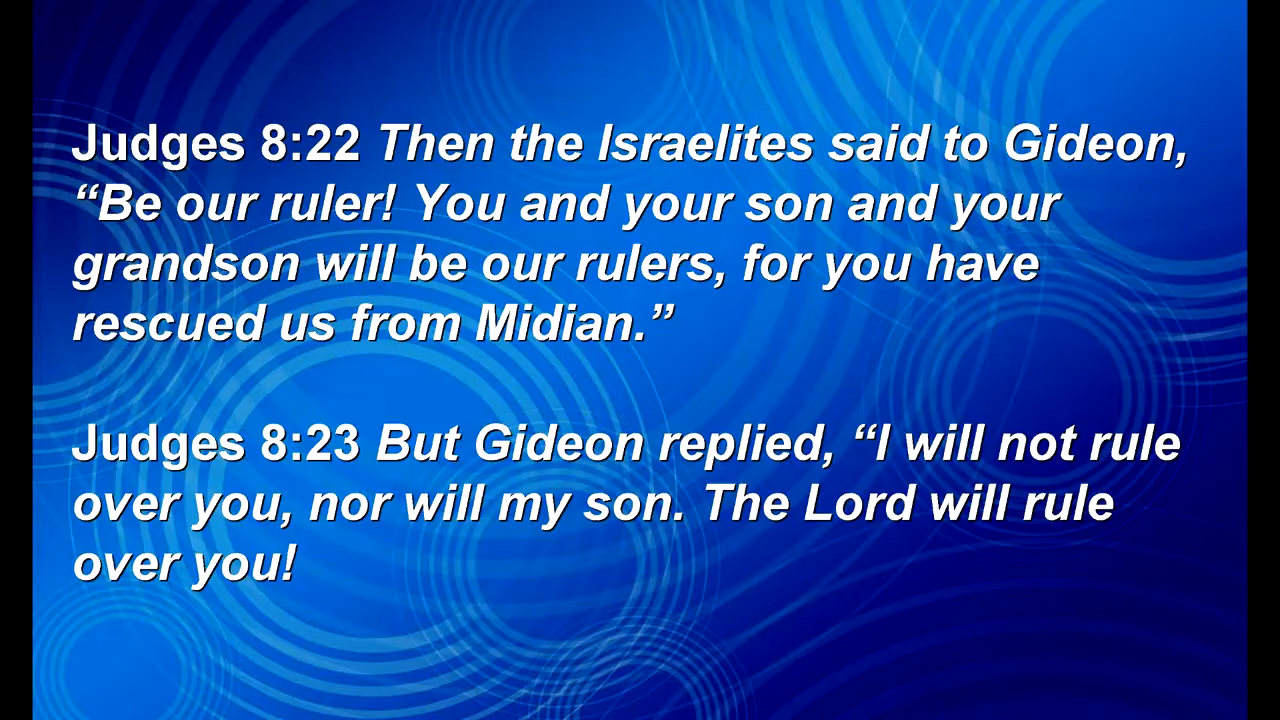 Judges 8:22 Then the Israelites said to Gideon,
“Be our ruler! You and your son and your
grandson will be our rulers, for you have
rescued us from Midian.”
Judges 8:23 But Gideon replied, “I will not rule
over you, nor will my son. The Lord will rule
over you!